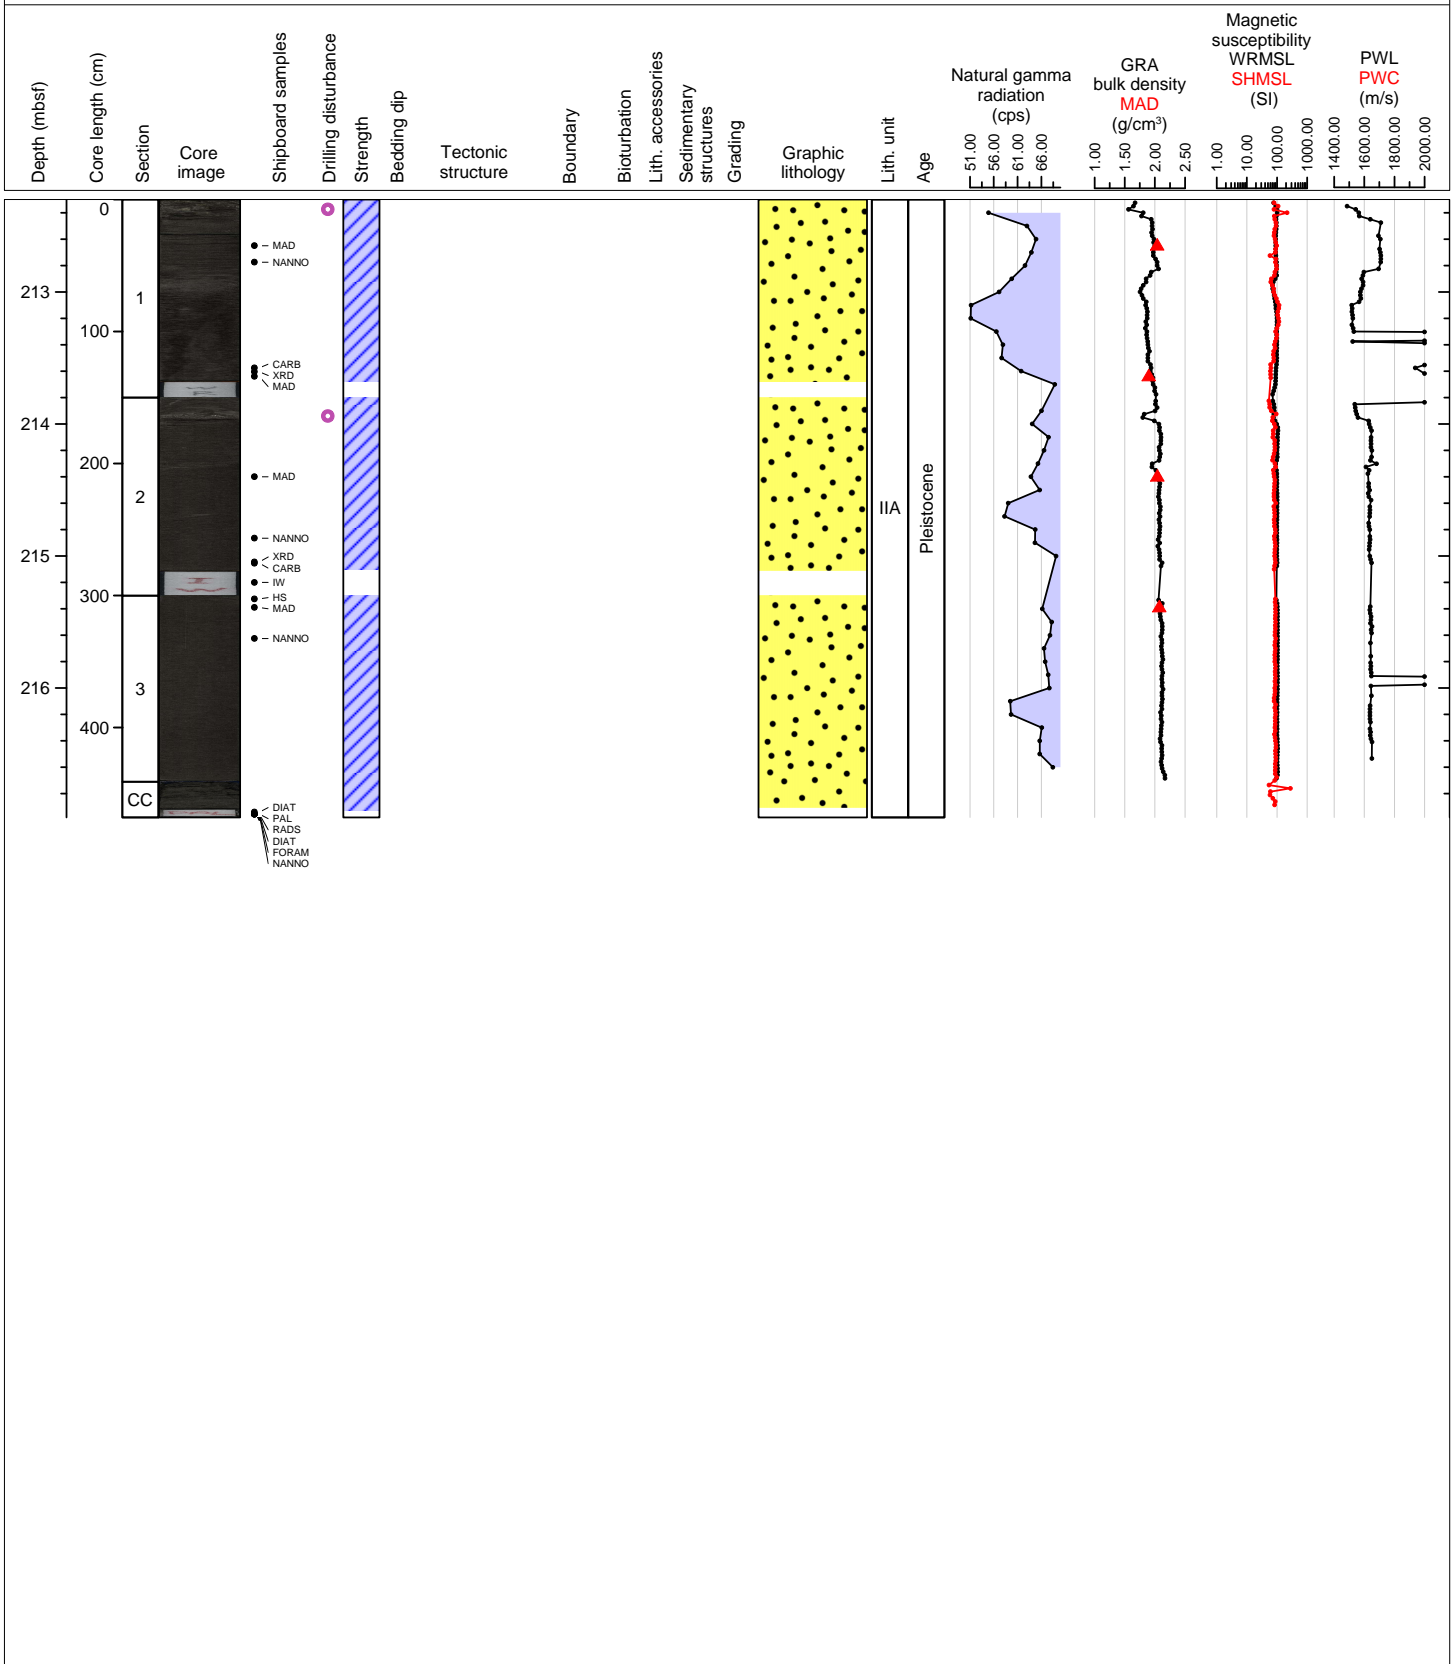 Depth (mbsf)
Core length (cm)
Section
Core
image
Shipboard samples
Drilling disturbance
Strength
Bedding dip
Tectonic
structure
Boundary
Bioturbation
Lith. accessories
Sedimentary
structures
Grading
Graphic
lithology
Lith. unit
Age
Natural gamma
radiation
(cps)
51.00
56.00
61.00
66.00
GRA
bulk density
MAD
(g/cm³)
1.00
1.50
2.00
2.50
Magnetic
susceptibility
WRMSL
SHMSL
(SI)
1.00
10.00
100.00
1000.00
PWL
PWC
(m/s)
1400.00
1600.00
1800.00
2000.00
213
214
215
216
0
100
200
300
400
1
2
3
CC
MAD
NANNO
CARB
XRD
MAD
MAD
NANNO
XRD
CARB
IW
HS
MAD
NANNO
DIAT
PAL
RADS
DIAT
FORAM
NANNO
IIA
Pleistocene